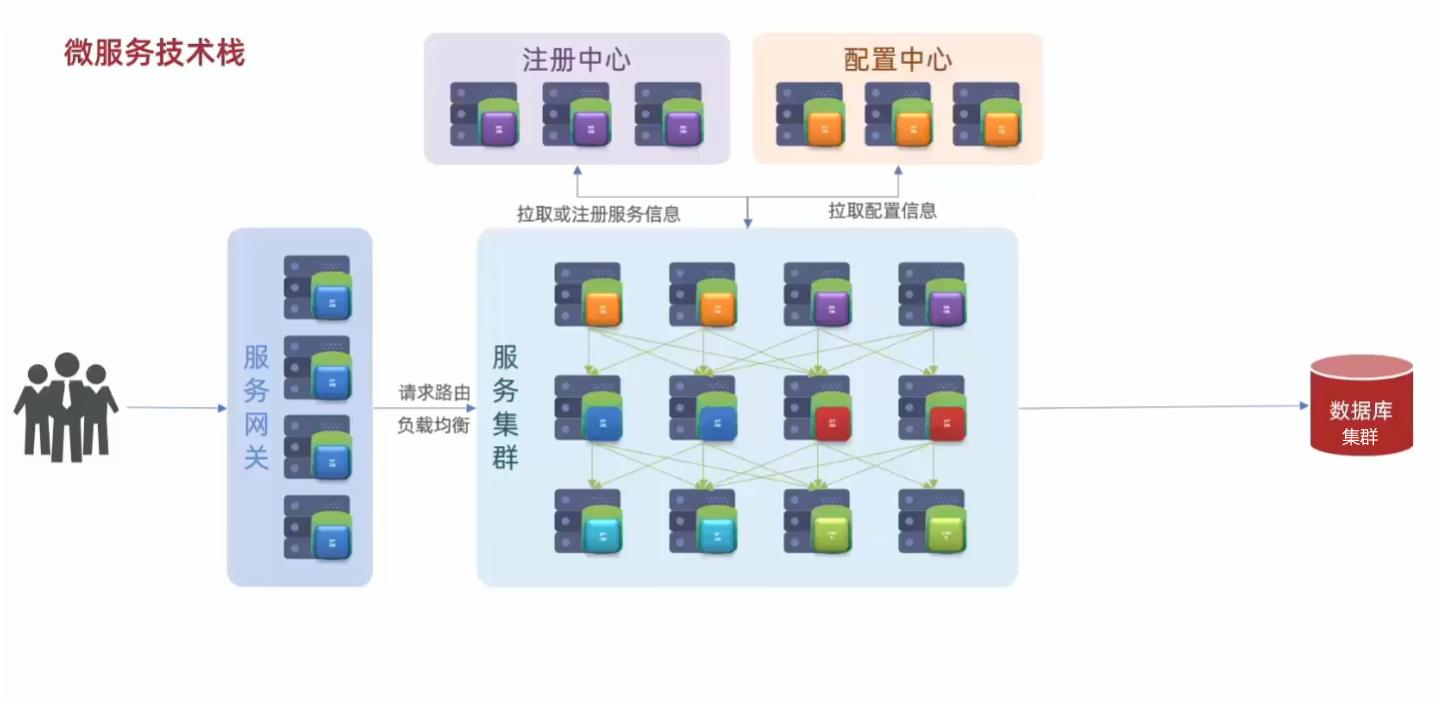 微服务技术栈
注册中心
配置中心
拉取或注册服务信息
拉取配置信息
服务网关
请求路由
负载均衡
服务集群
数据库
集群